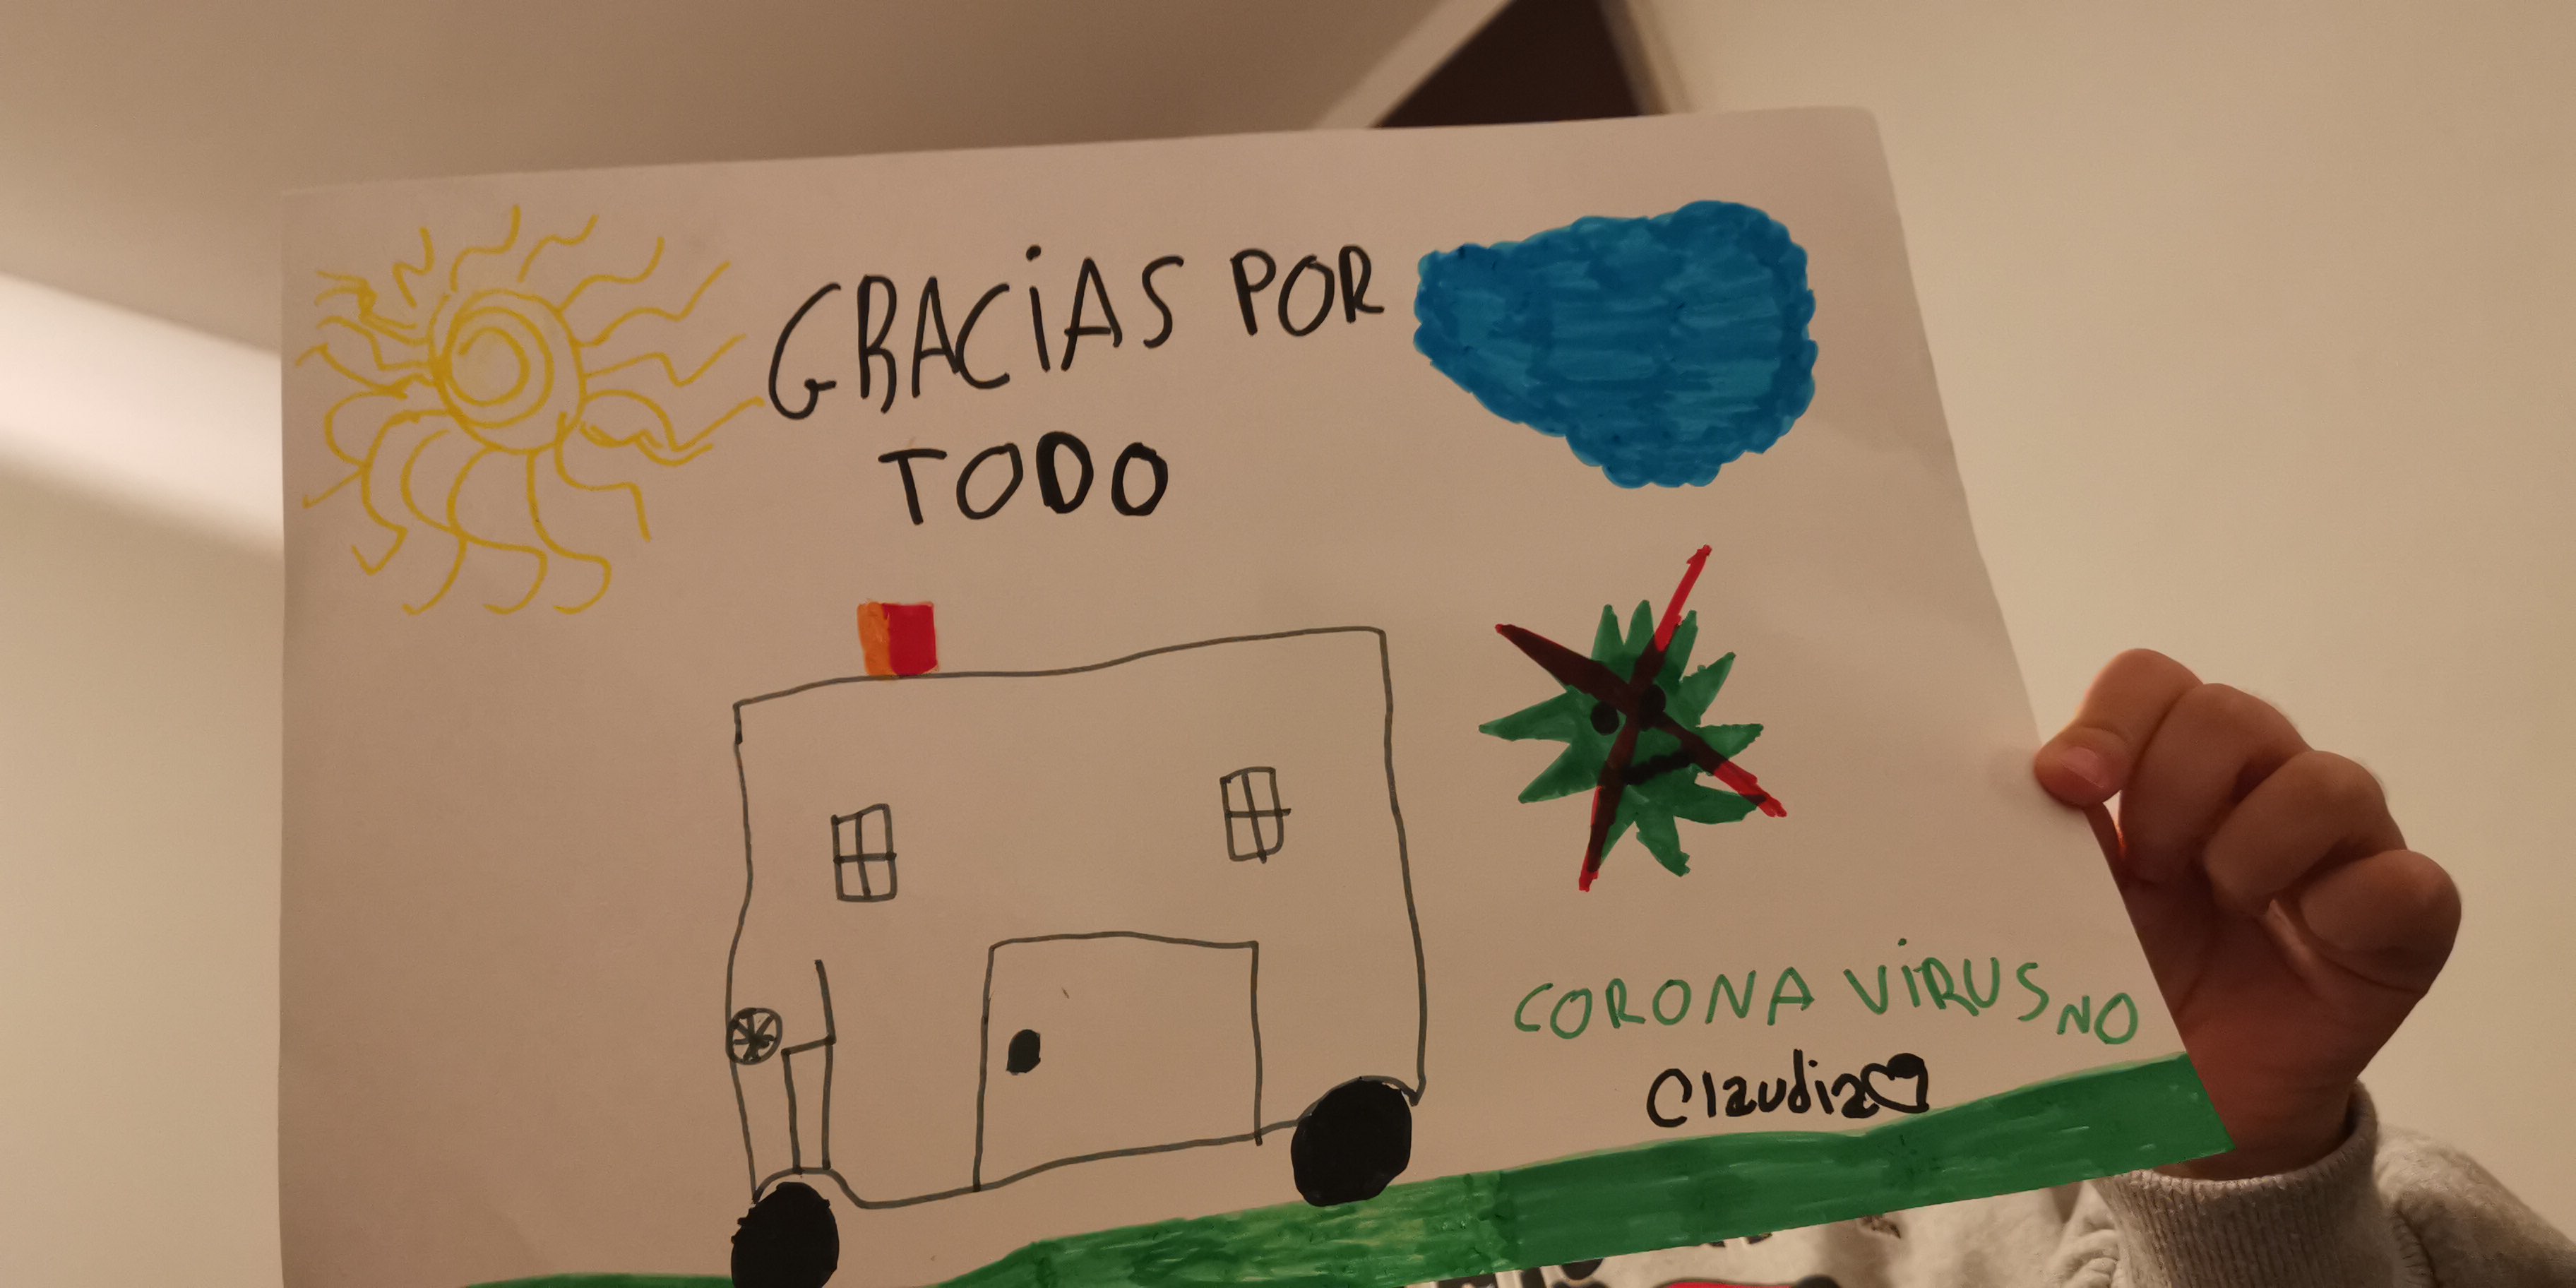 GRACiAS POR
TODO
CORONA ViRUS NO
Claudia